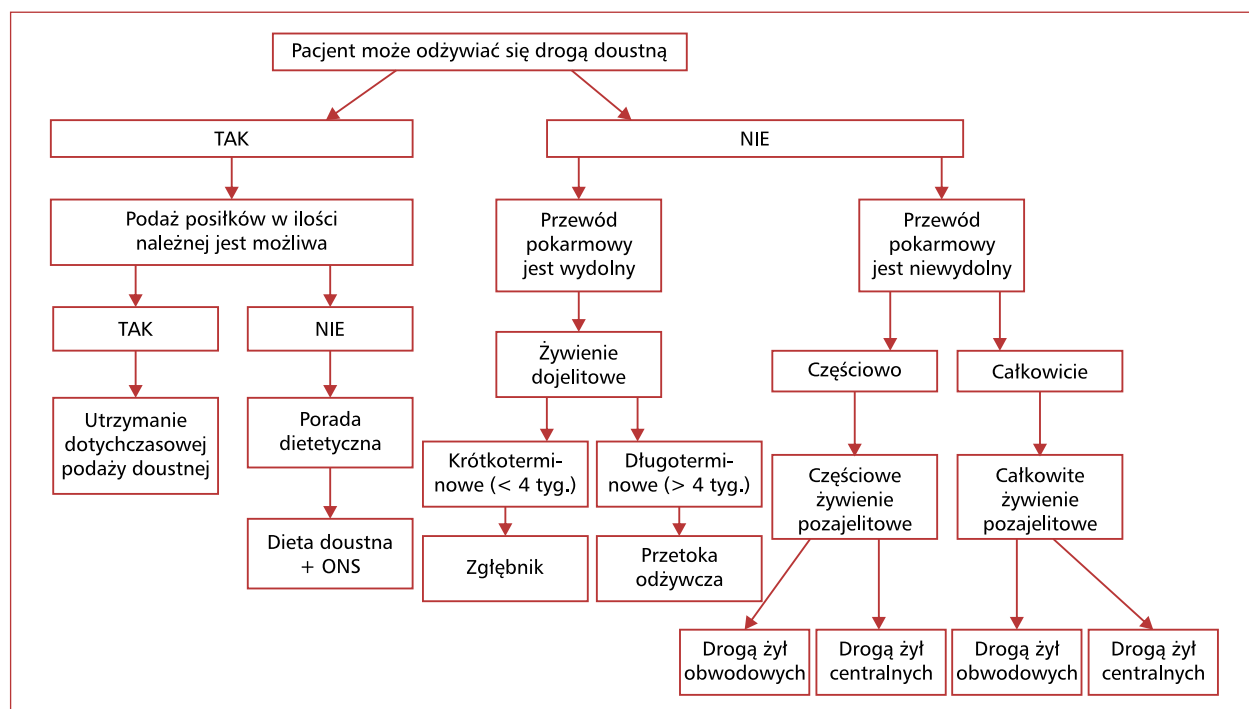 Pacjent może odżywiać się drogą doustną
TAK
NIE
Podaż posiłków w ilości
należnej jest możliwa
Przewód
pokarmowy
jest wydolny
Przewód
pokarmowy
jest niewydolny
TAK
NIE
Żywienie
dojelitowe
Częściowo
Całkowicie
Utrzymanie
dotychczasowej
podaży doustnej
Porada
dietetyczna
Krótkotermi-
nowe (< 4 tyg.)
Długotermi-
nowe (> 4 tyg.)
Częściowe
żywienie
pozajelitowe
Całkowite
żywienie
pozajelitowe
Dieta doustna
+ ONS
Zgłębnik
Przetoka
odżywcza
Drogą żył
obwodowych
Drogą żył
centralnych
Drogą żył
obwodowych
Drogą żył
centralnych